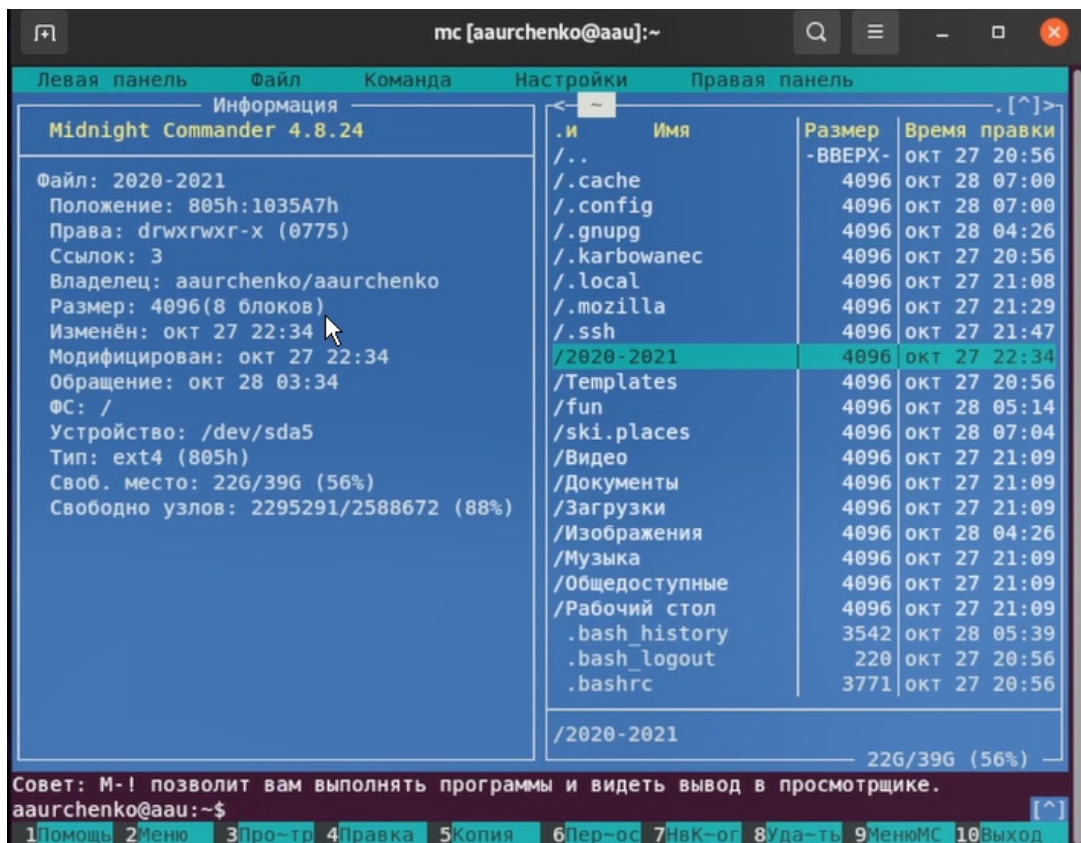 mc [aaurchenko@aau]:~
Левая панель Файл Команда Настройки Правая панель
Информация
Midnight Commander 4.8.24
Файл: 2020-2021
Положение: 805h:1035A7h
Права: drwxrwxr-x (0775)
Ссылок: 3
Владелец: aaurchenko/aaurchenko
Размер: 4096(8 блоков)
Изменён: окт 27 22:34
Модифицирован: окт 27 22:34
Обращение: окт 28 03:34
ФС: /
Устройство: /dev/sda5
Тип: ext4 (805h)
Своб. место: 22G/39G (56%)
Свободно узлов: 2295291/2588672 (88%)
<- ~ .[^]>
.и Имя Размер Время правки
/.. -ВВЕРХ- окт 27 20:56
/.cache 4096 окт 28 07:00
/.config 4096 окт 28 07:00
/.gnupg 4096 окт 28 04:26
/.karbowanec 4096 окт 27 20:56
/.local 4096 окт 27 21:08
/.mozilla 4096 окт 27 21:29
/.ssh 4096 окт 27 21:47
/2020-2021 4096 окт 27 22:34
/Templates 4096 окт 27 20:56
/fun 4096 окт 28 05:14
/ski.places 4096 окт 28 07:04
/Видео 4096 окт 27 21:09
/Документы 4096 окт 27 21:09
/Загрузки 4096 окт 27 21:09
/Изображения 4096 окт 28 04:26
/Музыка 4096 окт 27 21:09
/Общедоступные 4096 окт 27 21:09
/Рабочий стол 4096 окт 27 21:09
.bash_history 3542 окт 28 05:39
.bash_logout 220 окт 27 20:56
.bashrc 3771 окт 27 20:56
/2020-2021
22G/39G (56%)
Совет: M-! позволит вам выполнять программы и видеть вывод в просмотрщике.
aaurchenko@aau:~$ [^]
1Помощь 2Меню 3Про~тр 4Правка 5Копия 6Пер~ос 7НвК~ог 8Уда~ть 9МенюMC 10Выход